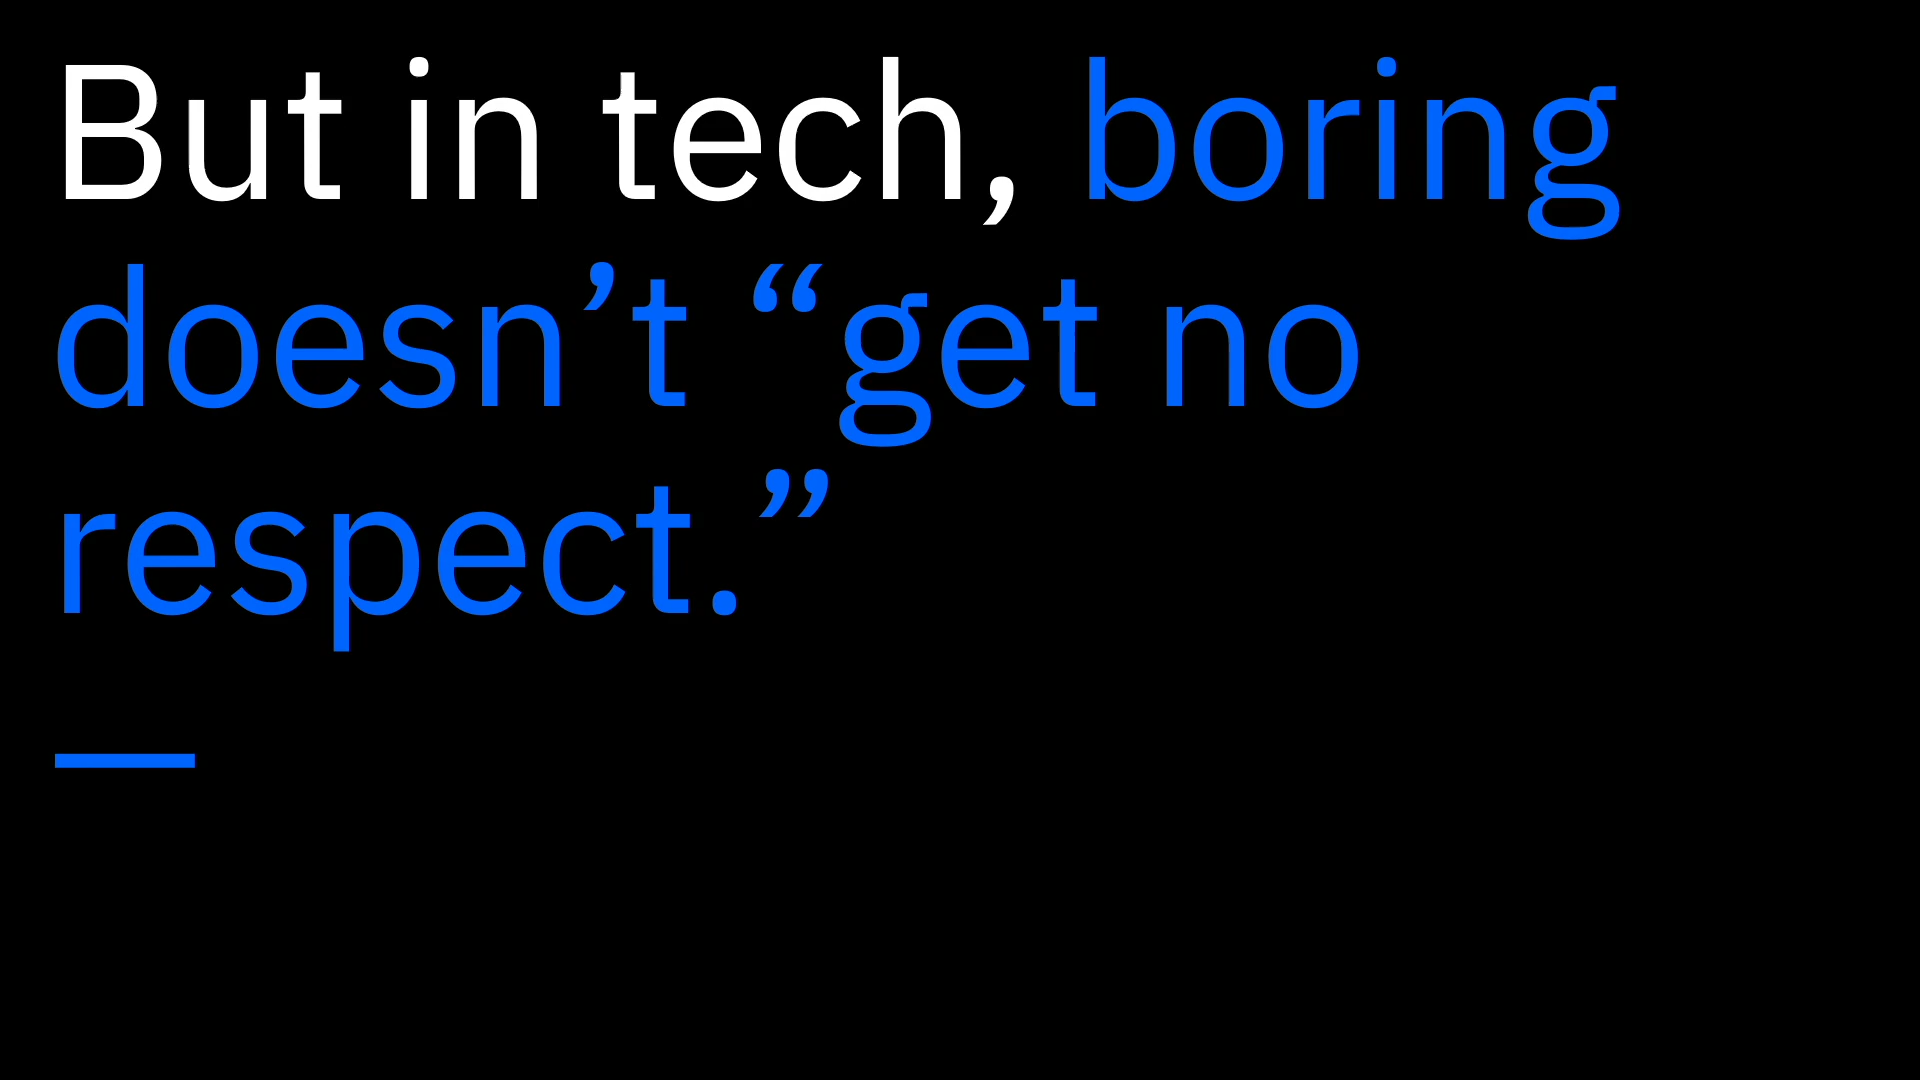 But in tech, boring
doesn’t “get no
respect.”